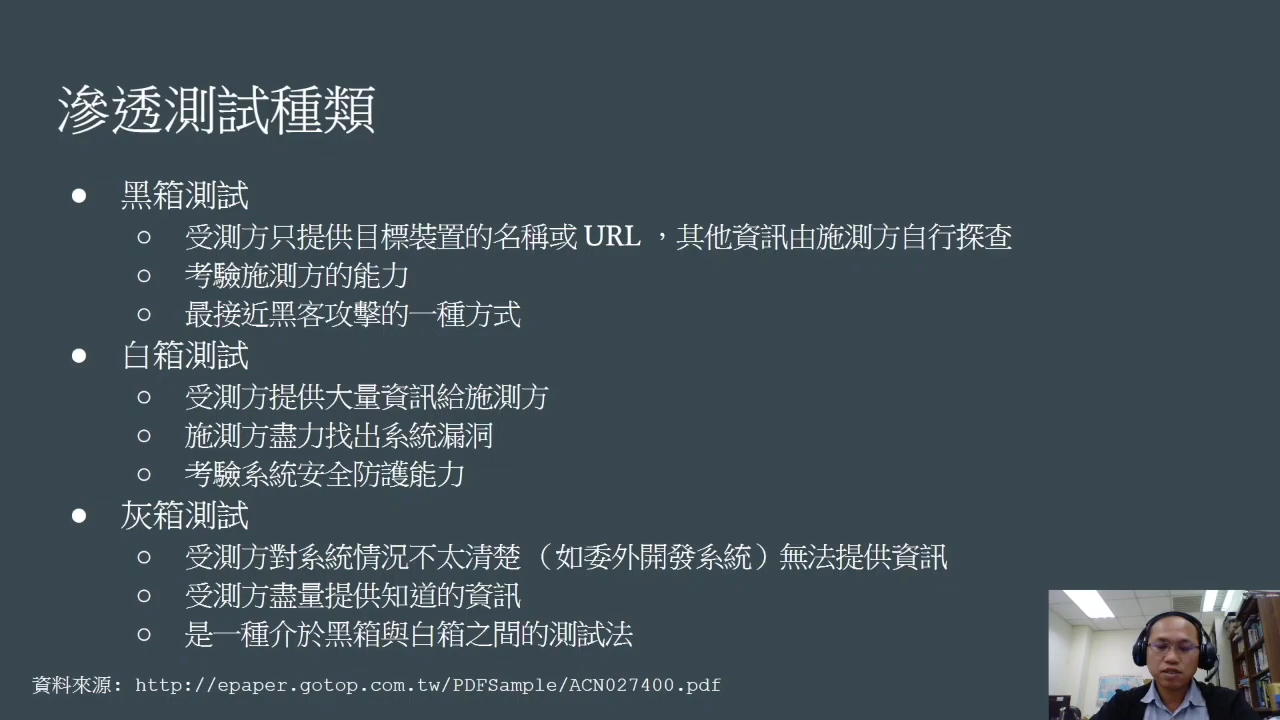 滲透測試種類
● 黑箱測試
○ 受測方只提供目標裝置的名稱或 URL ，其他資訊由施測方自行探查
○ 考驗施測方的能力
○ 最接近黑客攻擊的一種方式
● 白箱測試
○ 受測方提供大量資訊給施測方
○ 施測方盡力找出系統漏洞
○ 考驗系統安全防護能力
● 灰箱測試
○ 受測方對系統情況不太清楚（如委外開發系統）無法提供資訊
○ 受測方盡量提供知道的資訊
○ 是一種介於黑箱與白箱之間的測試法
資料來源: http://epaper.gotop.com.tw/PDFSample/ACN027400.pdf